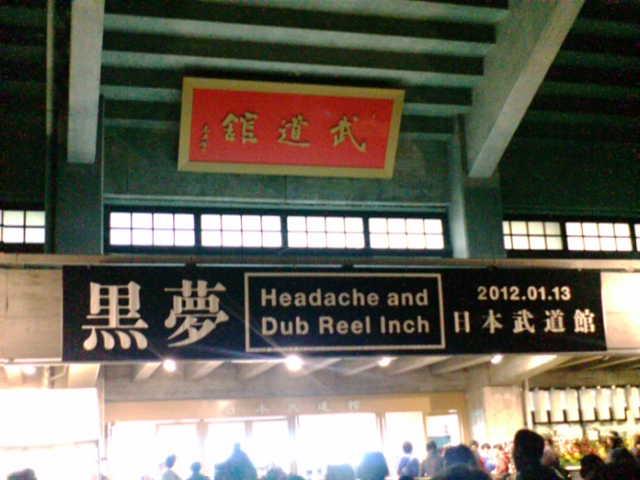 武道館
黒夢
Headache and
Dub Reel Inch
2012.01.13
日本武道館